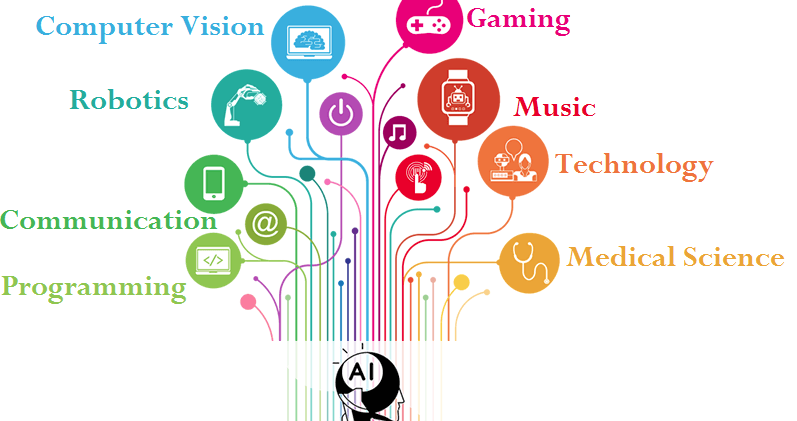 Computer Vision
Gaming
Robotics
Music
Technology
Communication
@
</>
Medical Science
Programming
AI